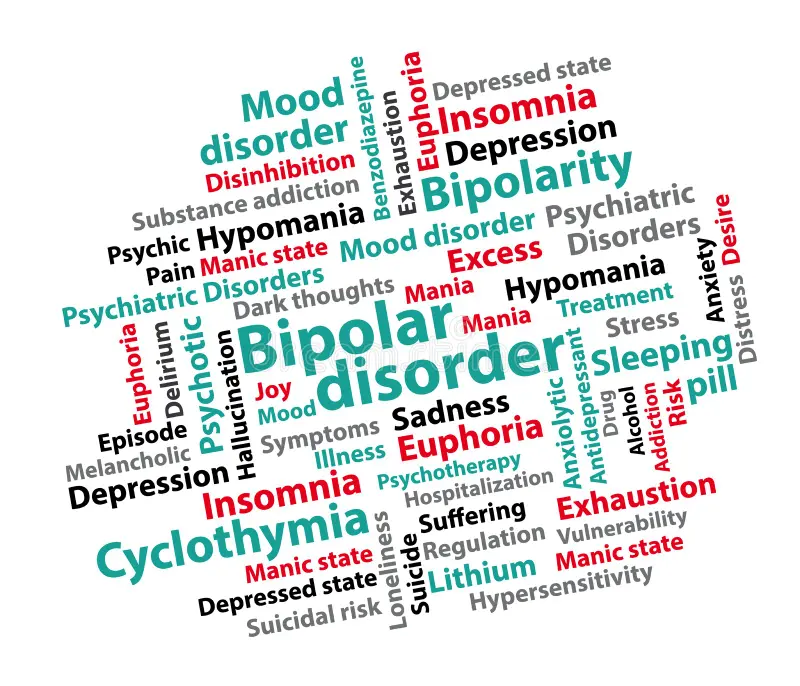 Mood
disorder
Disinhibition
Substance addiction
Benzodiazepine
Exhaustion
Euphoria
Depressed state
Insomnia
Depression
Bipolarity
Psychic
Pain
Hypomania
Manic state
Mood disorder
Psychiatric
Disorders
Psychiatric Disorders
Dark thoughts
Mania
Excess
Hypomania
Anxiety
Desire
Distress
Bipolar
disorder
Mania
Treatment
Stress
Sleeping
pill
Euphoria
Delirium
Psychotic
Hallucination
Joy
Mood
Sadness
Euphoria
Anxiolytic
Antidepressant
Drug
Alcohol
Addiction
Risk
Episode
Melancholic
Depression
Symptoms
Illness
Psychotherapy
Hospitalization
Insomnia
Cyclothymia
Suffering
Regulation
Exhaustion
Vulnerability
Manic state
Manic state
Depressed state
Suicidal risk
Loneliness
Suicide
Lithium
Hypersensitivity
dreamstime